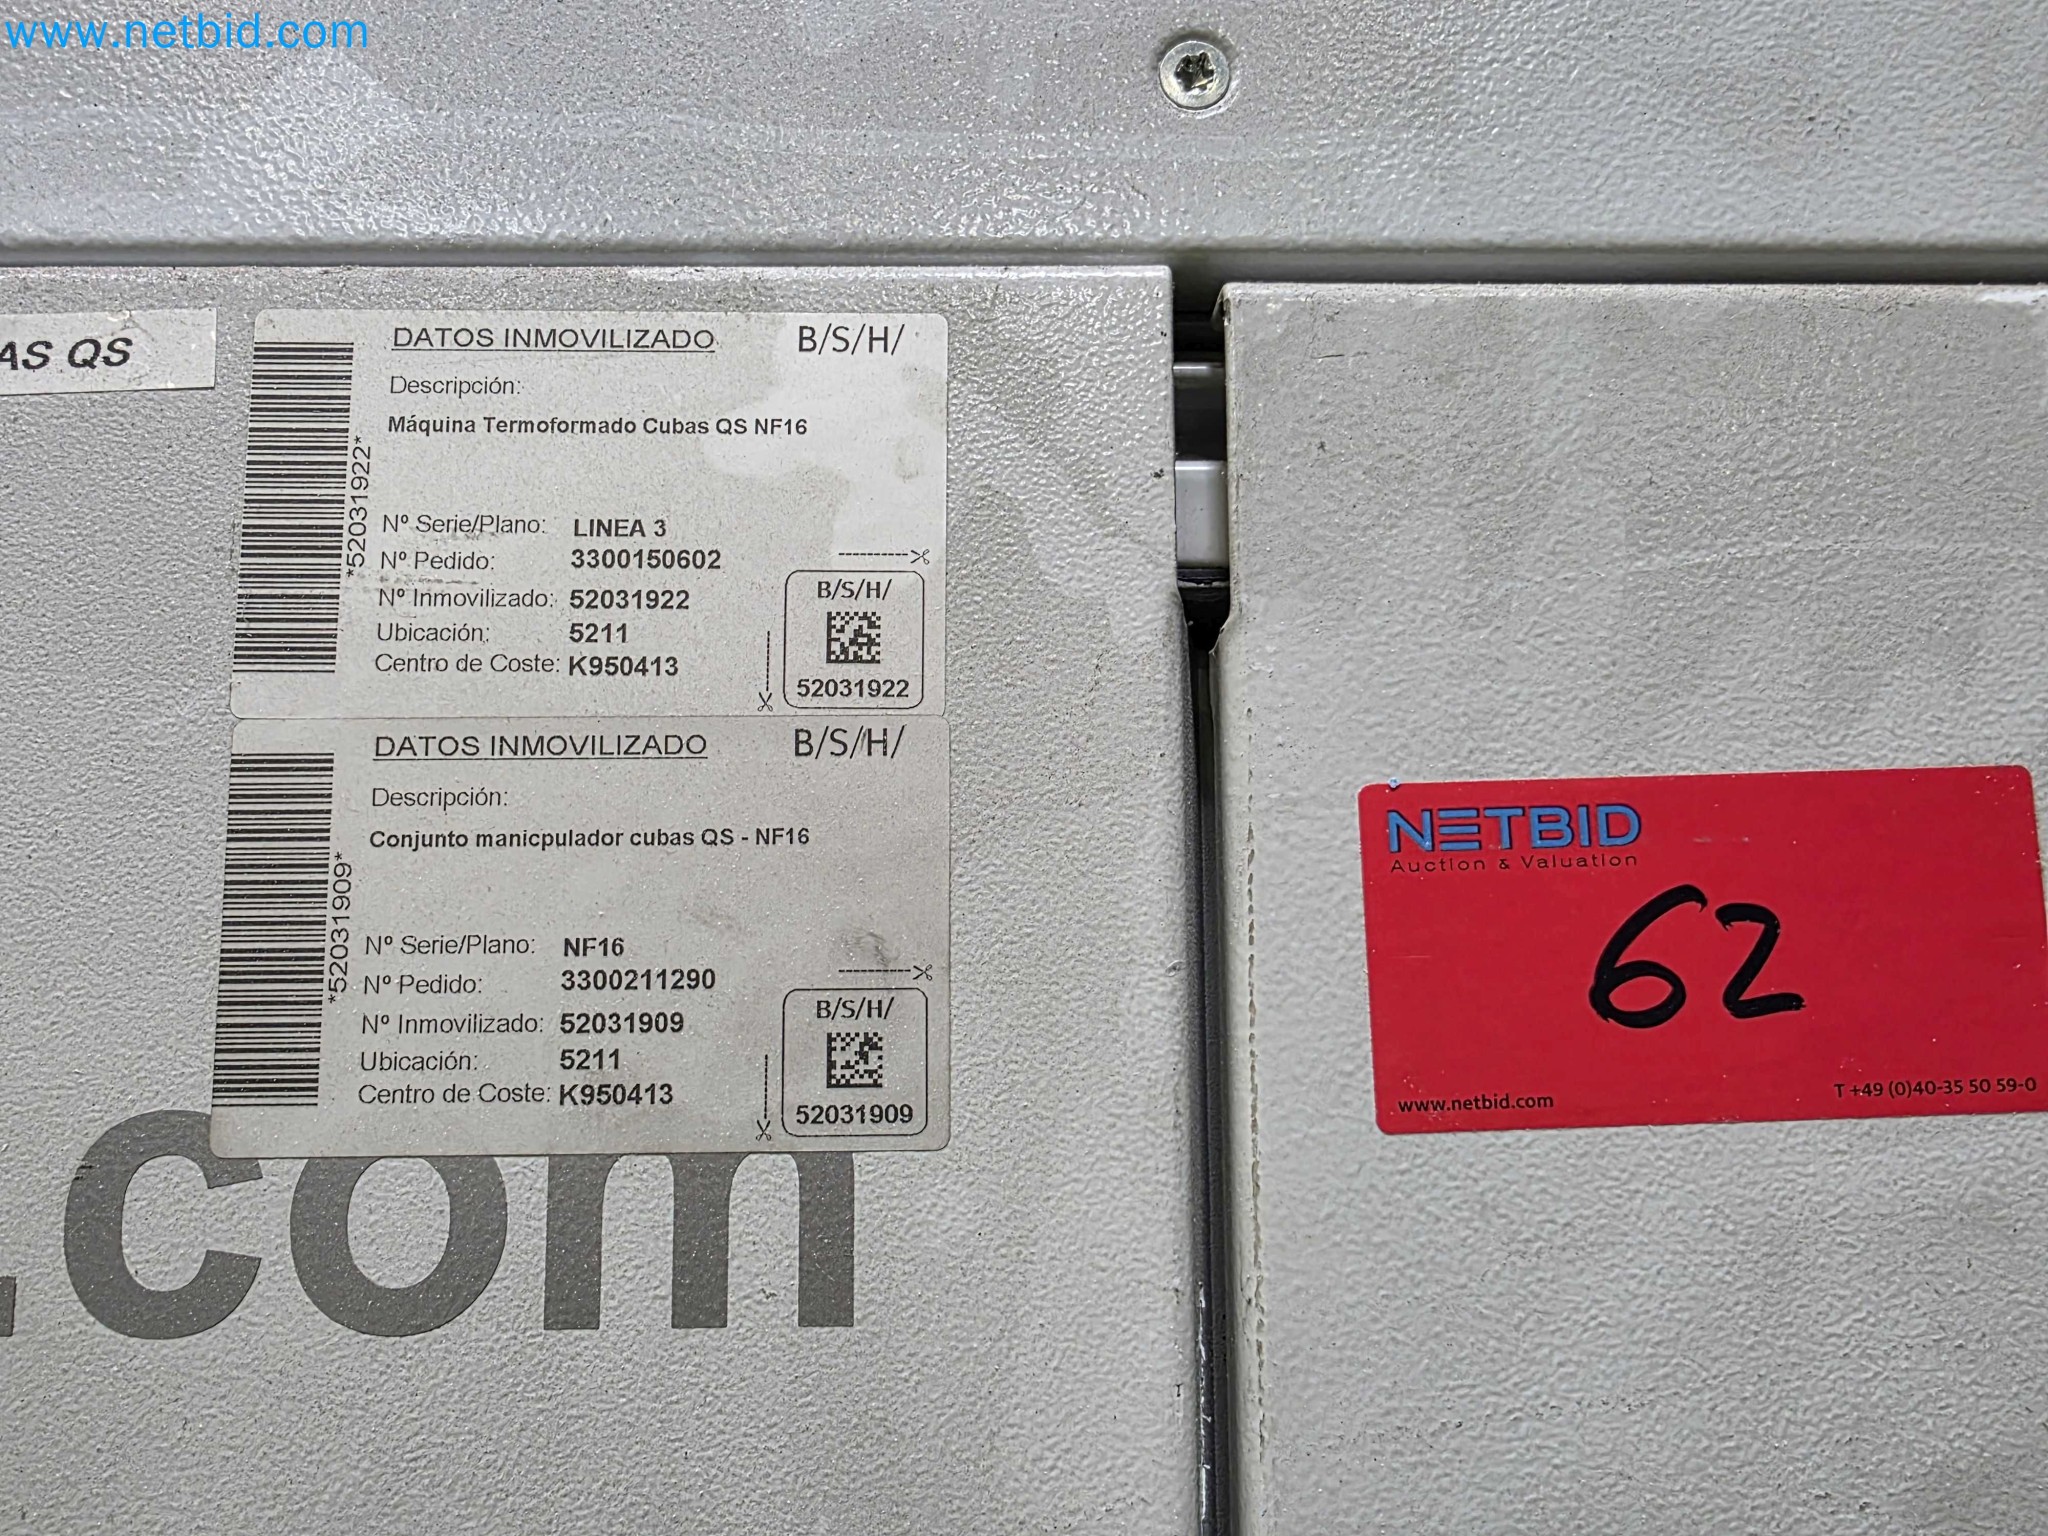 www.netbid.com
AS QS
DATOS INMOVILIZADO B/S/H/
Descripción:
Máquina Termoformado Cubas QS NF16
Nº Serie/Plano: LINEA 3
Nº Pedido: 3300150602
Nº Inmovilizado: 52031922
Ubicación: 5211
Centro de Coste: K950413
*52031922*
B/S/H/
52031922
DATOS INMOVILIZADO B/S/H/
Descripción:
Conjunto manicpulador cubas QS - NF16
Nº Serie/Plano: NF16
Nº Pedido: 3300211290
Nº Inmovilizado: 52031909
Ubicación: 5211
Centro de Coste: K950413
*52031909*
B/S/H/
52031909
.com
NETBID
Auction & Valuation
62
www.netbid.com T +49 (0)40-35 50 59-0